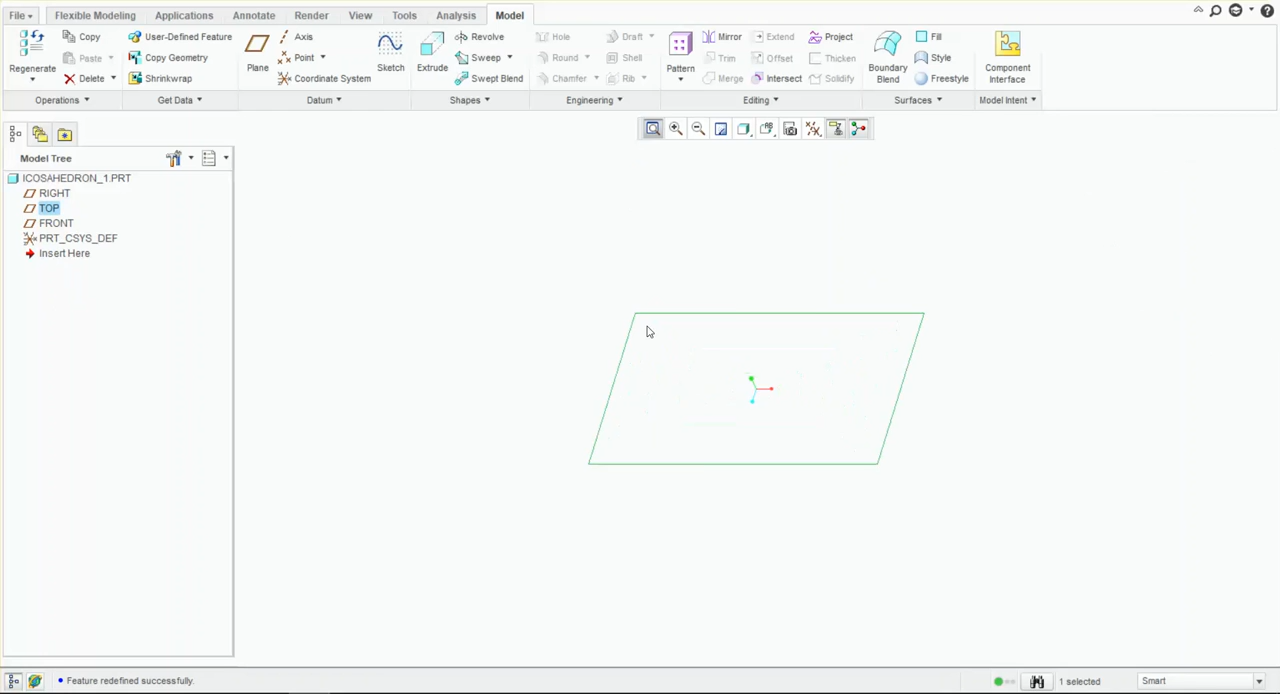 File
Flexible Modeling
Applications
Annotate
Render
View
Tools
Analysis
Model
Regenerate
Copy
Paste
Delete
Operations
User-Defined Feature
Copy Geometry
Shrinkwrap
Get Data
Plane
Axis
Point
Coordinate System
Sketch
Datum
Extrude
Revolve
Sweep
Swept Blend
Shapes
Hole
Round
Chamfer
Draft
Shell
Rib
Engineering
Pattern
Mirror
Trim
Merge
Extend
Offset
Intersect
Project
Thicken
Solidify
Editing
Boundary
Blend
Fill
Style
Freestyle
Surfaces
Component
Interface
Model Intent
Model Tree
ICOSAHEDRON_1.PRT
RIGHT
TOP
FRONT
PRT_CSYS_DEF
Insert Here
Feature redefined successfully.
1 selected
Smart